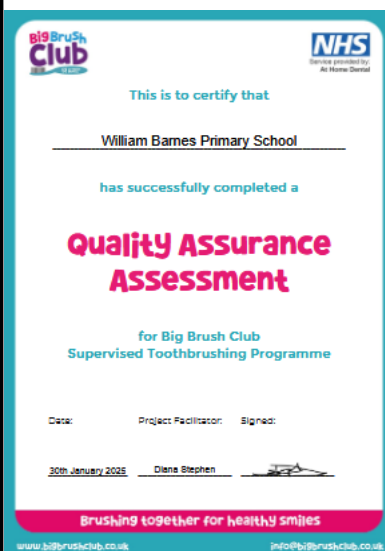 Big Brush
Club
NHS
Service provided by:
At Home Dental
This is to certify that
William Barnes Primary School
has successfully completed a
Quality Assurance
Assessment
for Big Brush Club
Supervised Toothbrushing Programme
Date: Project Facilitator: Signed:
30th January 2025 Diana Stephen
Brushing together for healthy smiles
www.bigbrushclub.co.uk info@bigbrushclub.co.uk